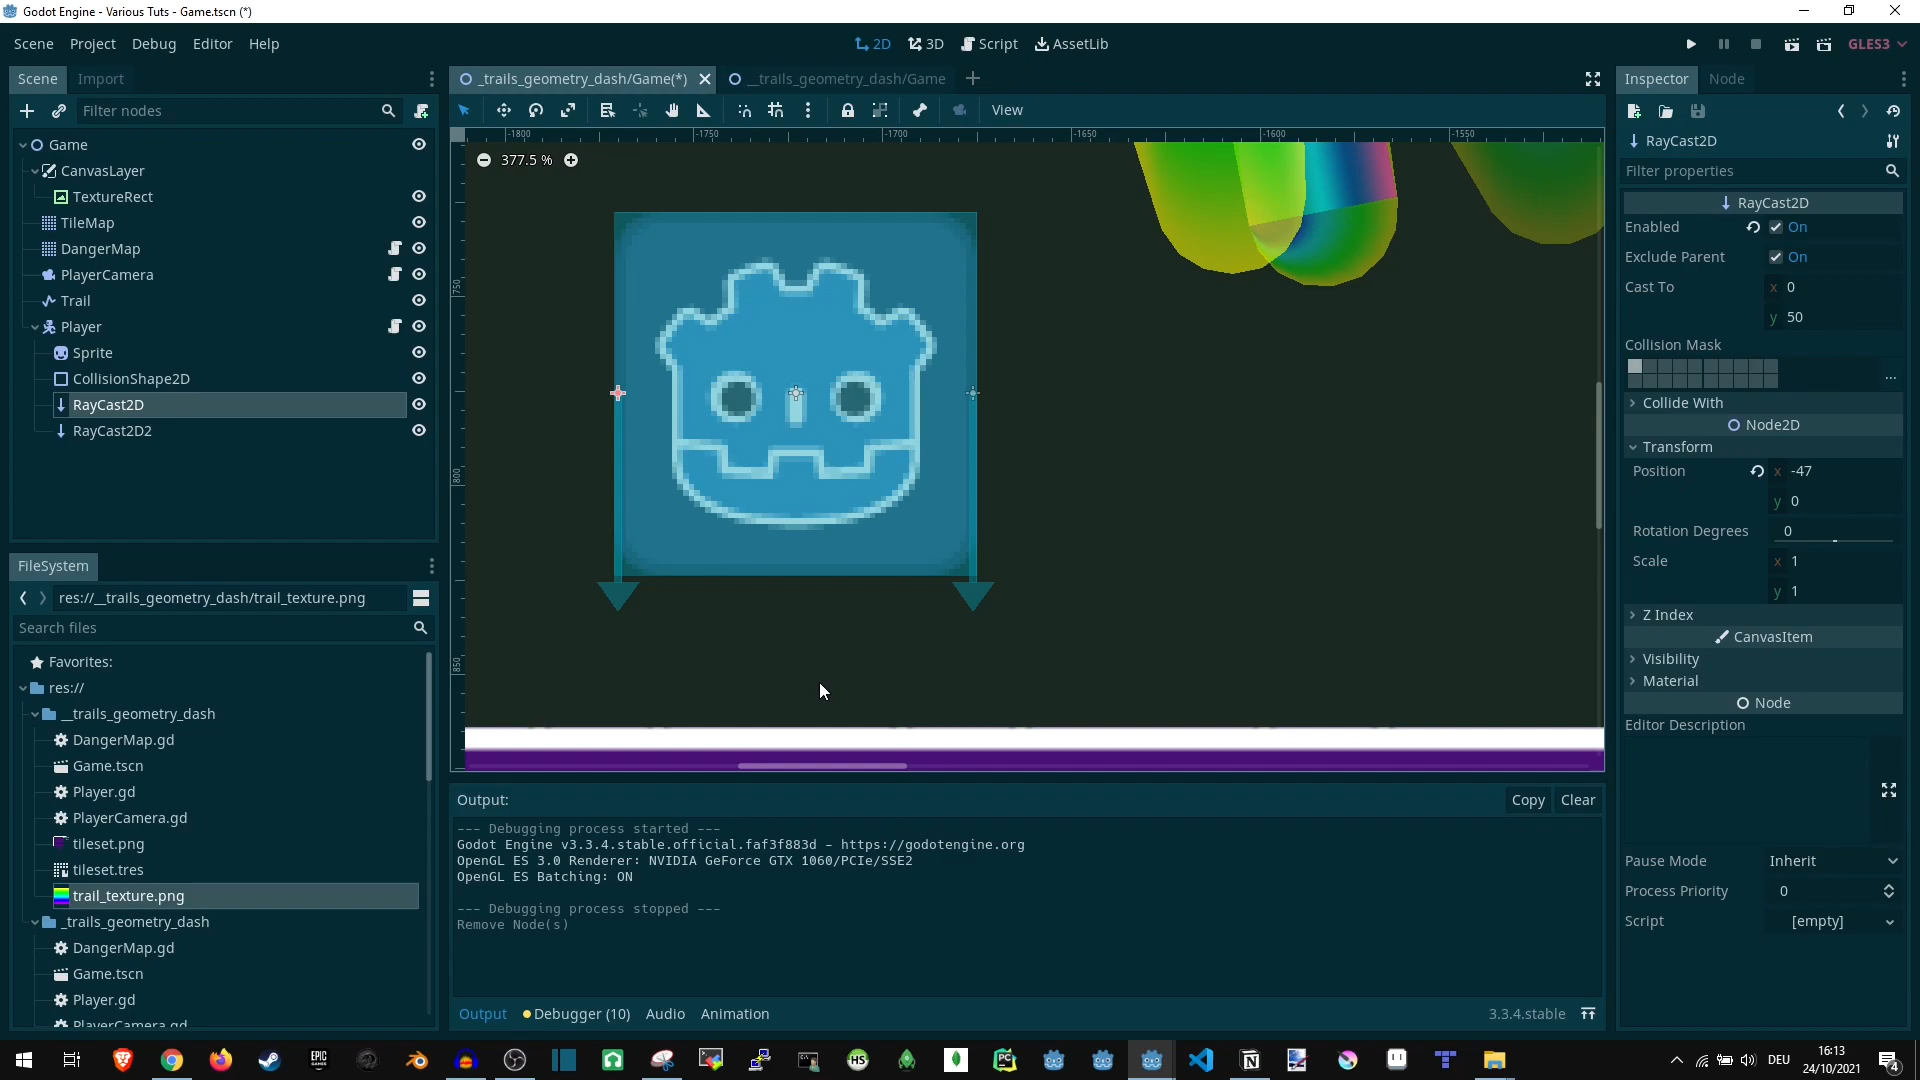 Godot Engine - Various Tuts - Game.tscn (*)
Scene Project Debug Editor Help
2D 3D Script AssetLib
GLES3
Scene Import
_trails_geometry_dash/Game(*)
__trails_geometry_dash/Game
Inspector Node
Filter nodes
View
Game
CanvasLayer
TextureRect
TileMap
DangerMap
PlayerCamera
Trail
Player
Sprite
CollisionShape2D
RayCast2D
RayCast2D2
-1800 -1750 -1700 -1650 -1600 -1550
377.5 %
750
800
850
RayCast2D
Filter properties
RayCast2D
Enabled On
Exclude Parent On
Cast To x 0
y 50
Collision Mask
...
Collide With
Node2D
Transform
Position x -47
y 0
Rotation Degrees 0
Scale x 1
y 1
Z Index
CanvasItem
Visibility
Material
Node
Editor Description
Pause Mode Inherit
Process Priority 0
Script [empty]
FileSystem
res://__trails_geometry_dash/trail_texture.png
Search files
Favorites:
res://
__trails_geometry_dash
DangerMap.gd
Game.tscn
Player.gd
PlayerCamera.gd
tileset.png
tileset.tres
trail_texture.png
_trails_geometry_dash
DangerMap.gd
Game.tscn
Player.gd
PlayerCamera.gd
Output:
Copy Clear
--- Debugging process started ---
Godot Engine v3.3.4.stable.official.faf3f883d - https://godotengine.org
OpenGL ES 3.0 Renderer: NVIDIA GeForce GTX 1060/PCIe/SSE2
OpenGL ES Batching: ON
--- Debugging process stopped ---
Remove Node(s)
Output Debugger (10) Audio Animation
3.3.4.stable
EPIC
HS
PC
DEU
16:13
24/10/2021
4